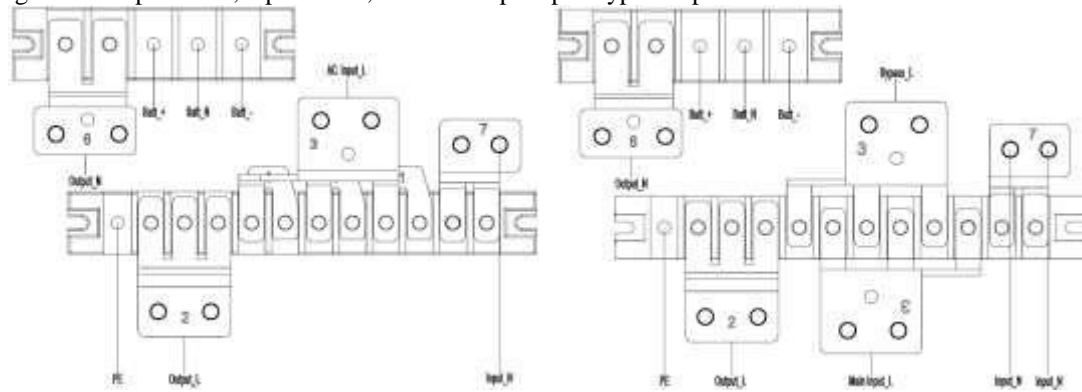 AC Input_L
Batt_+
Batt_N
Batt_-
3
7
6
Output_N
2
PE
Output_L
Input_N
Bypass_L
Batt_+
Batt_N
Batt_-
3
7
6
Output_N
2
PE
Output_L
Main Input_L
Input_N
Input_N